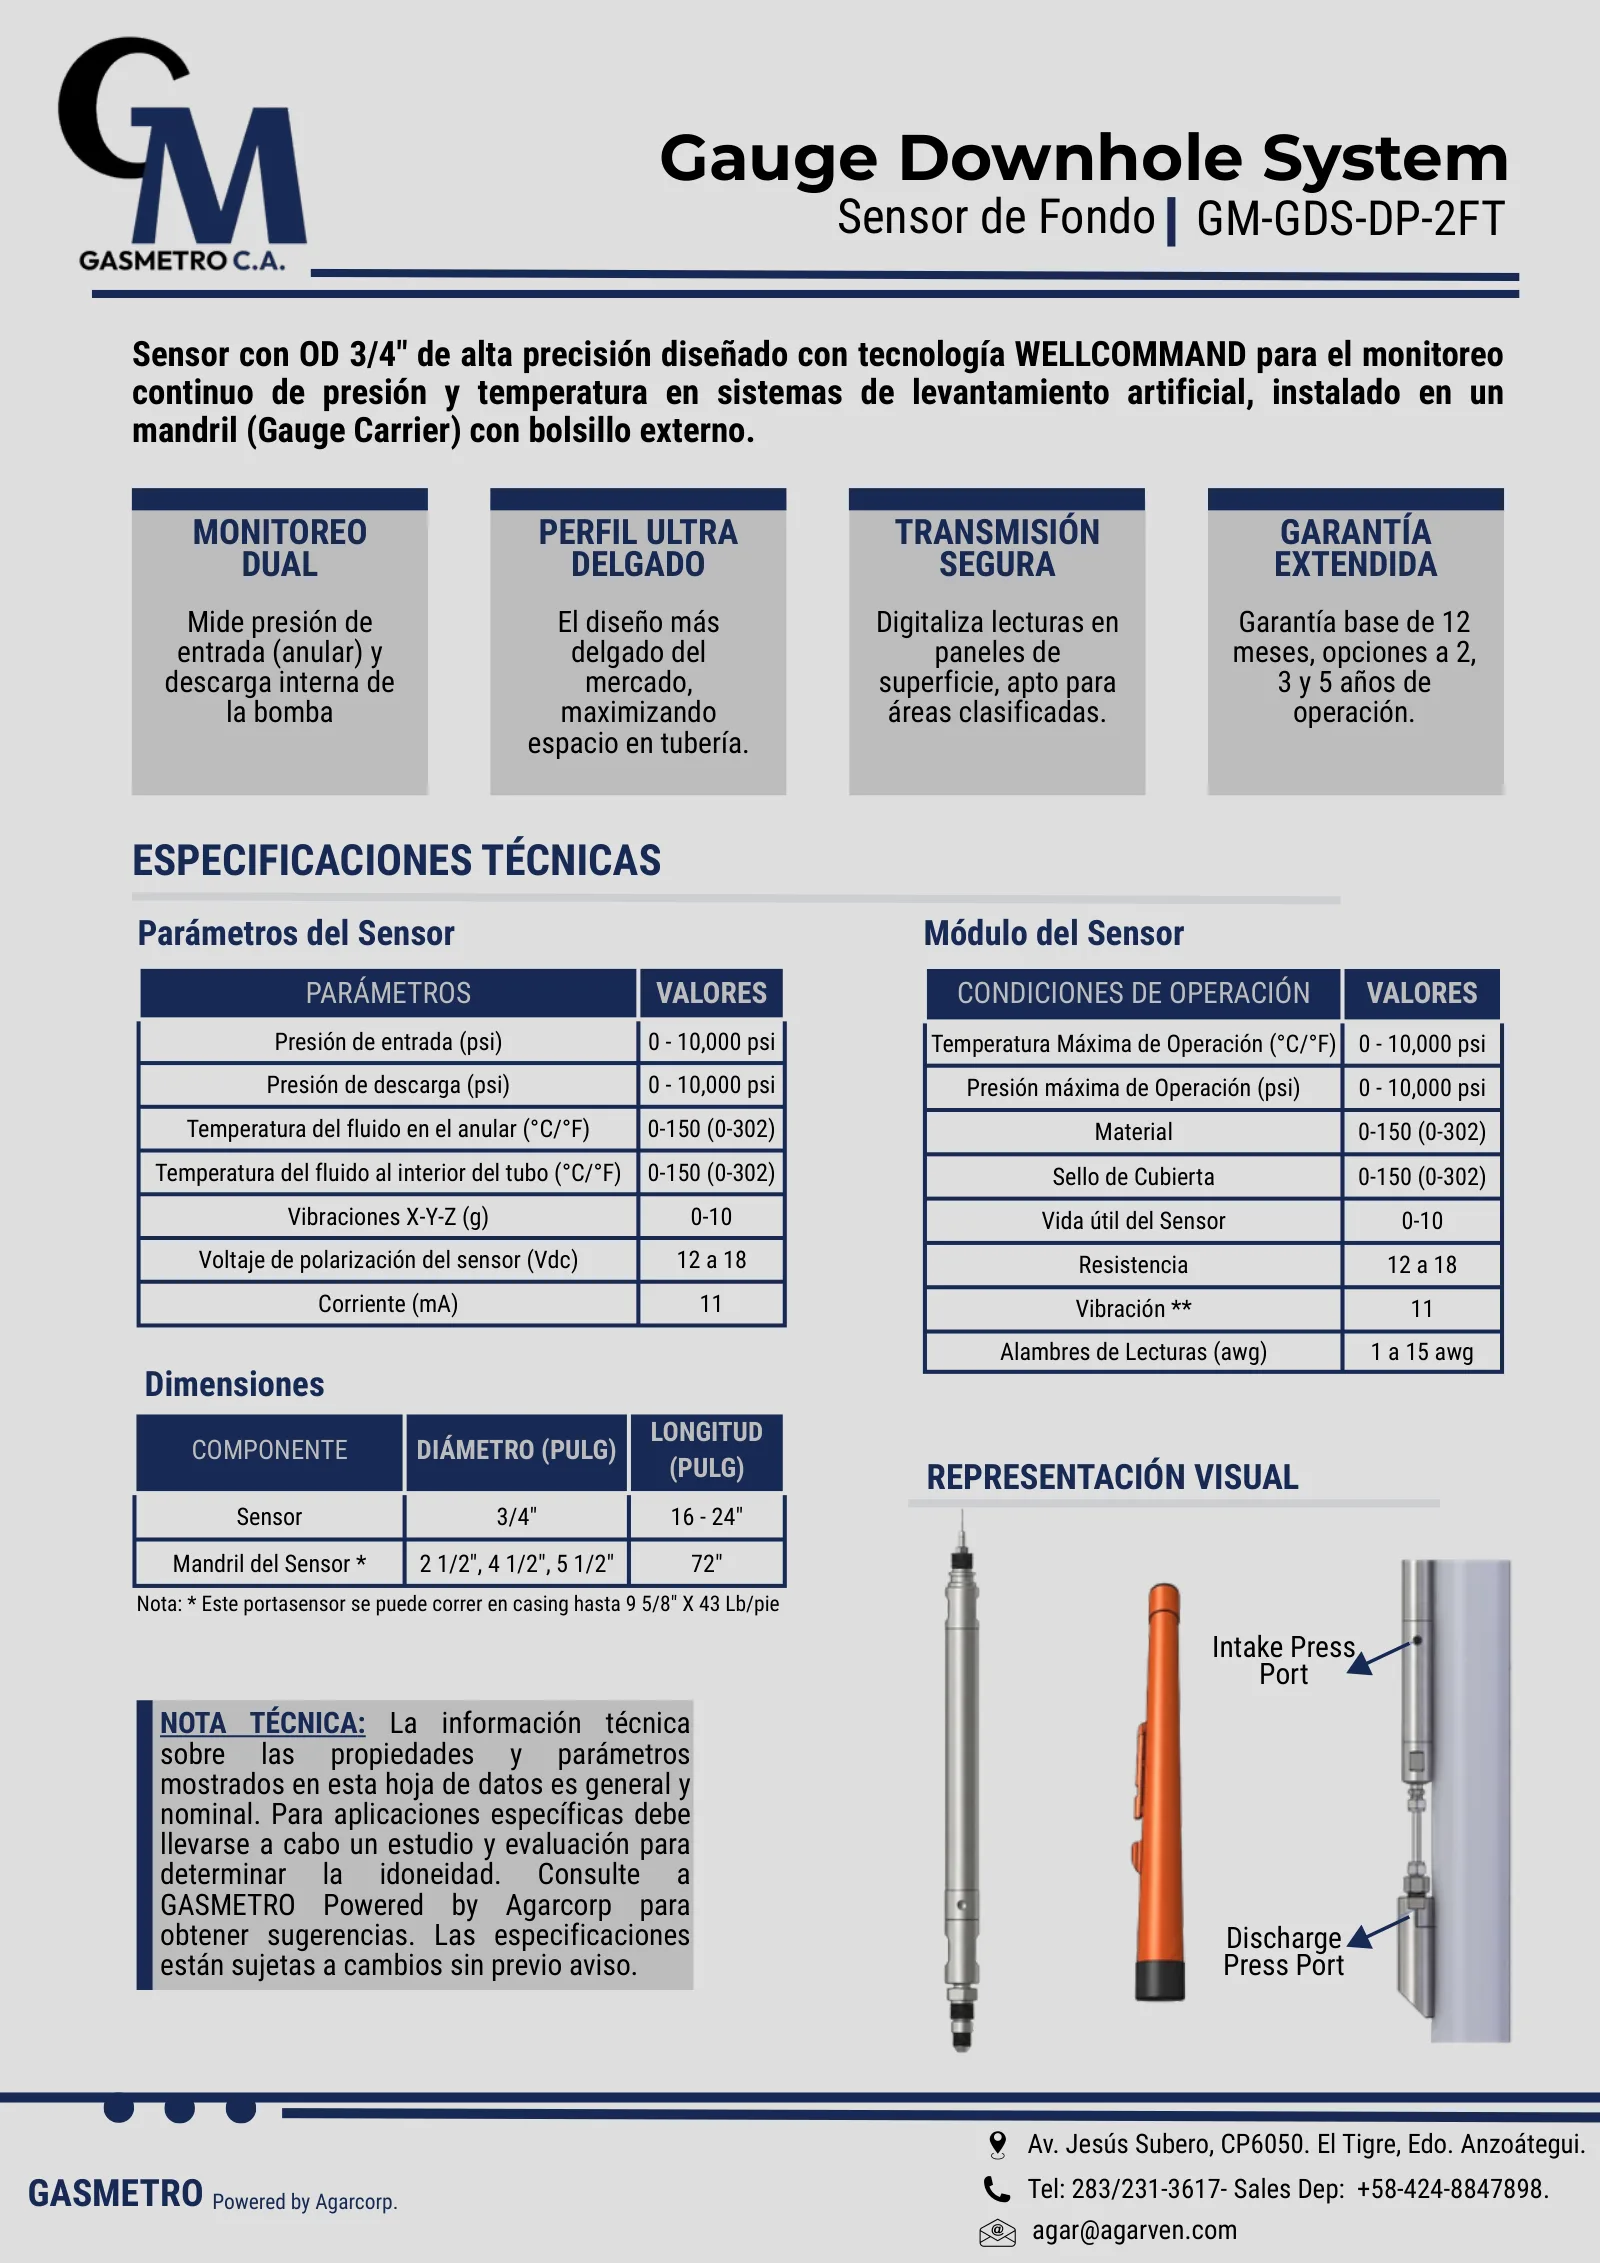 GM
GASMETRO C.A.
Gauge Downhole System
Sensor de Fondo | GM-GDS-DP-2FT
Sensor con OD 3/4" de alta precisión diseñado con tecnología WELLCOMMAND para el monitoreo
continuo de presión y temperatura en sistemas de levantamiento artificial, instalado en un
mandril (Gauge Carrier) con bolsillo externo.
MONITOREO
DUAL
Mide presión de
entrada (anular) y
descarga interna de
la bomba
PERFIL ULTRA
DELGADO
El diseño más
delgado del
mercado,
maximizando
espacio en tubería.
TRANSMISIÓN
SEGURA
Digitaliza lecturas en
paneles de
superficie, apto para
áreas clasificadas.
GARANTÍA
EXTENDIDA
Garantía base de 12
meses, opciones a 2,
3 y 5 años de
operación.
ESPECIFICACIONES TÉCNICAS
Parámetros del Sensor
PARÁMETROS VALORES
Presión de entrada (psi) 0 - 10,000 psi
Presión de descarga (psi) 0 - 10,000 psi
Temperatura del fluido en el anular (°C/°F) 0-150 (0-302)
Temperatura del fluido al interior del tubo (°C/°F) 0-150 (0-302)
Vibraciones X-Y-Z (g) 0-10
Voltaje de polarización del sensor (Vdc) 12 a 18
Corriente (mA) 11
Módulo del Sensor
CONDICIONES DE OPERACIÓN VALORES
Temperatura Máxima de Operación (°C/°F) 0 - 10,000 psi
Presión máxima de Operación (psi) 0 - 10,000 psi
Material 0-150 (0-302)
Sello de Cubierta 0-150 (0-302)
Vida útil del Sensor 0-10
Resistencia 12 a 18
Vibración ** 11
Alambres de Lecturas (awg) 1 a 15 awg
Dimensiones
COMPONENTE DIÁMETRO (PULG) LONGITUD
(PULG)
Sensor 3/4" 16 - 24"
Mandril del Sensor * 2 1/2", 4 1/2", 5 1/2" 72"
Nota: * Este portasensor se puede correr en casing hasta 9 5/8" X 43 Lb/pie
NOTA TÉCNICA: La información técnica
sobre las propiedades y parámetros
mostrados en esta hoja de datos es general y
nominal. Para aplicaciones específicas debe
llevarse a cabo un estudio y evaluación para
determinar la idoneidad. Consulte a
GASMETRO Powered by Agarcorp para
obtener sugerencias. Las especificaciones
están sujetas a cambios sin previo aviso.
REPRESENTACIÓN VISUAL
Intake Press
Port
Discharge
Press Port
GASMETRO Powered by Agarcorp.
Av. Jesús Subero, CP6050. El Tigre, Edo. Anzoátegui.
Tel: 283/231-3617- Sales Dep: +58-424-8847898.
agar@agarven.com